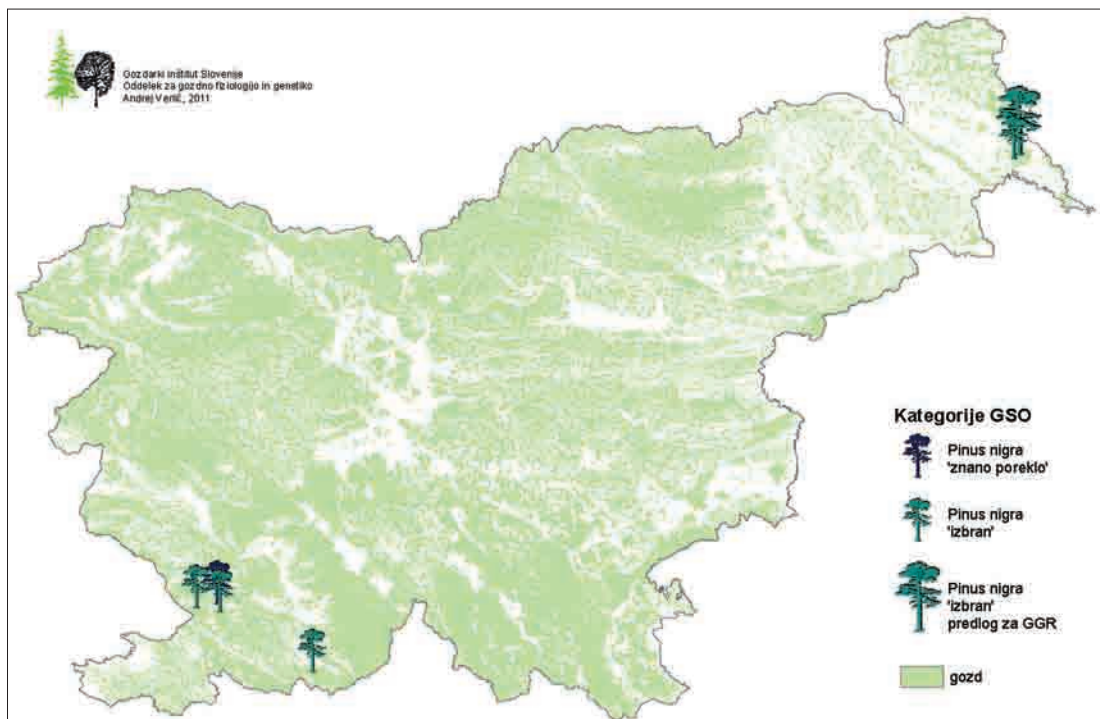 Gozdarki inštitut Slovenije
Oddelek za gozdno fiziologijo in genetiko
Andrej Verlič, 2011
Kategorije GSO
Pinus nigra
'znano poreklo'
Pinus nigra
'izbran'
Pinus nigra
'izbran'
predlog za GGR
gozd